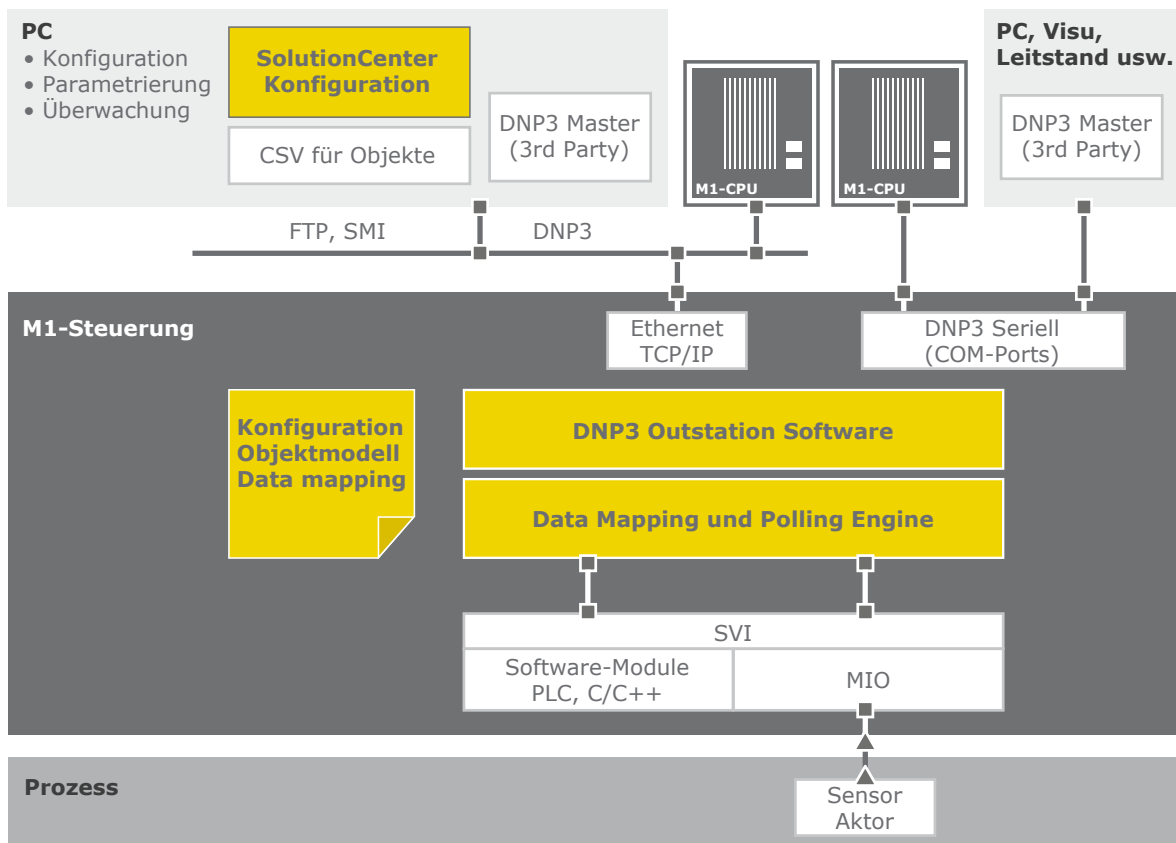 PC
• Konfiguration
• Parametrierung
• Überwachung
SolutionCenter
Konfiguration
CSV für Objekte
DNP3 Master
(3rd Party)
M1-CPU
M1-CPU
PC, Visu,
Leitstand usw.
DNP3 Master
(3rd Party)
FTP, SMI
DNP3
M1-Steuerung
Ethernet
TCP/IP
DNP3 Seriell
(COM-Ports)
Konfiguration
Objektmodell
Data mapping
DNP3 Outstation Software
Data Mapping und Polling Engine
SVI
Software-Module
PLC, C/C++
MIO
Prozess
Sensor
Aktor